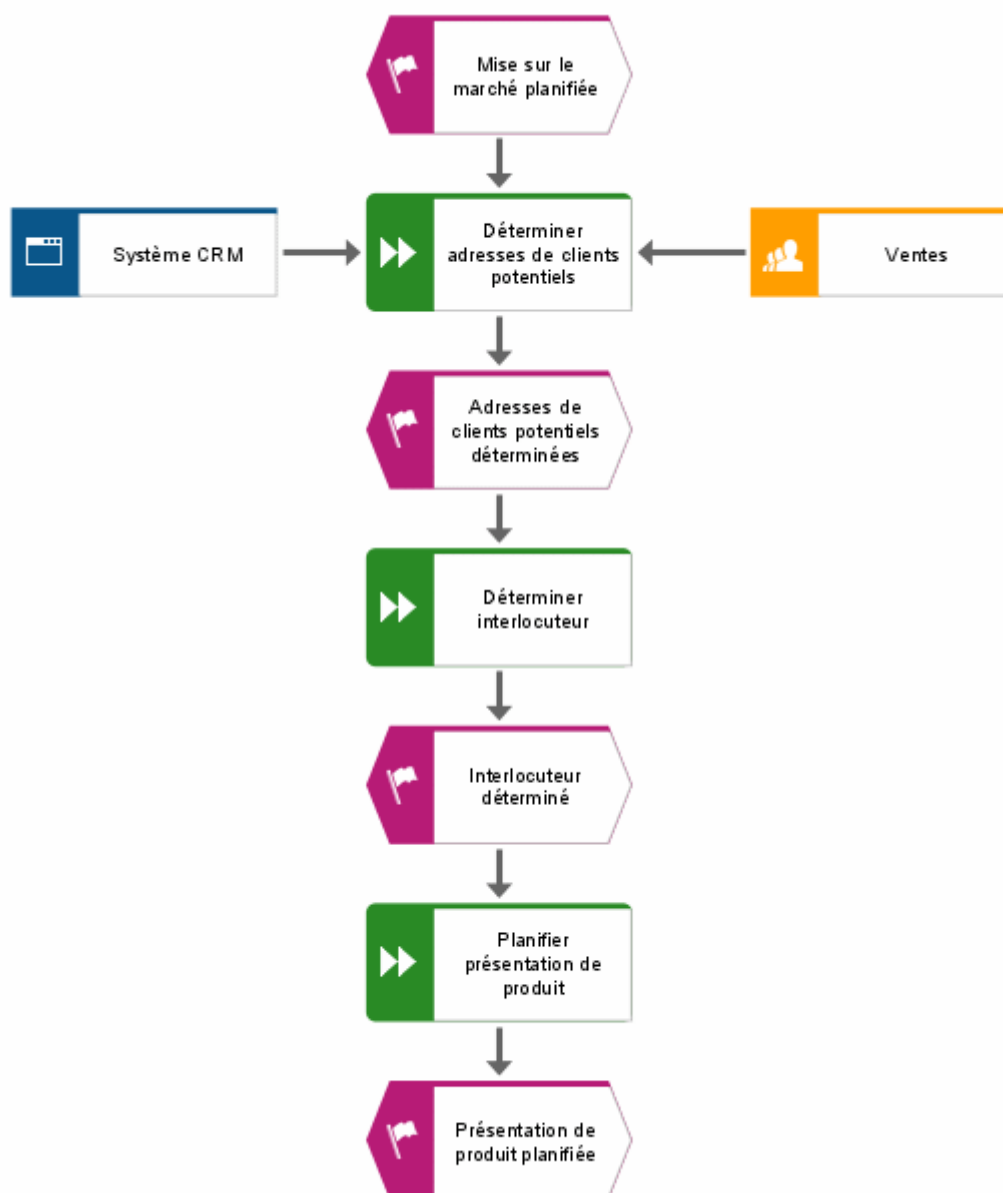 Mise sur le
marché planifiée
Système CRM
Déterminer
adresses de clients
potentiels
Ventes
Adresses de
clients potentiels
déterminées
Déterminer
interlocuteur
Interlocuteur
déterminé
Planifier
présentation de
produit
Présentation de
produit planifiée